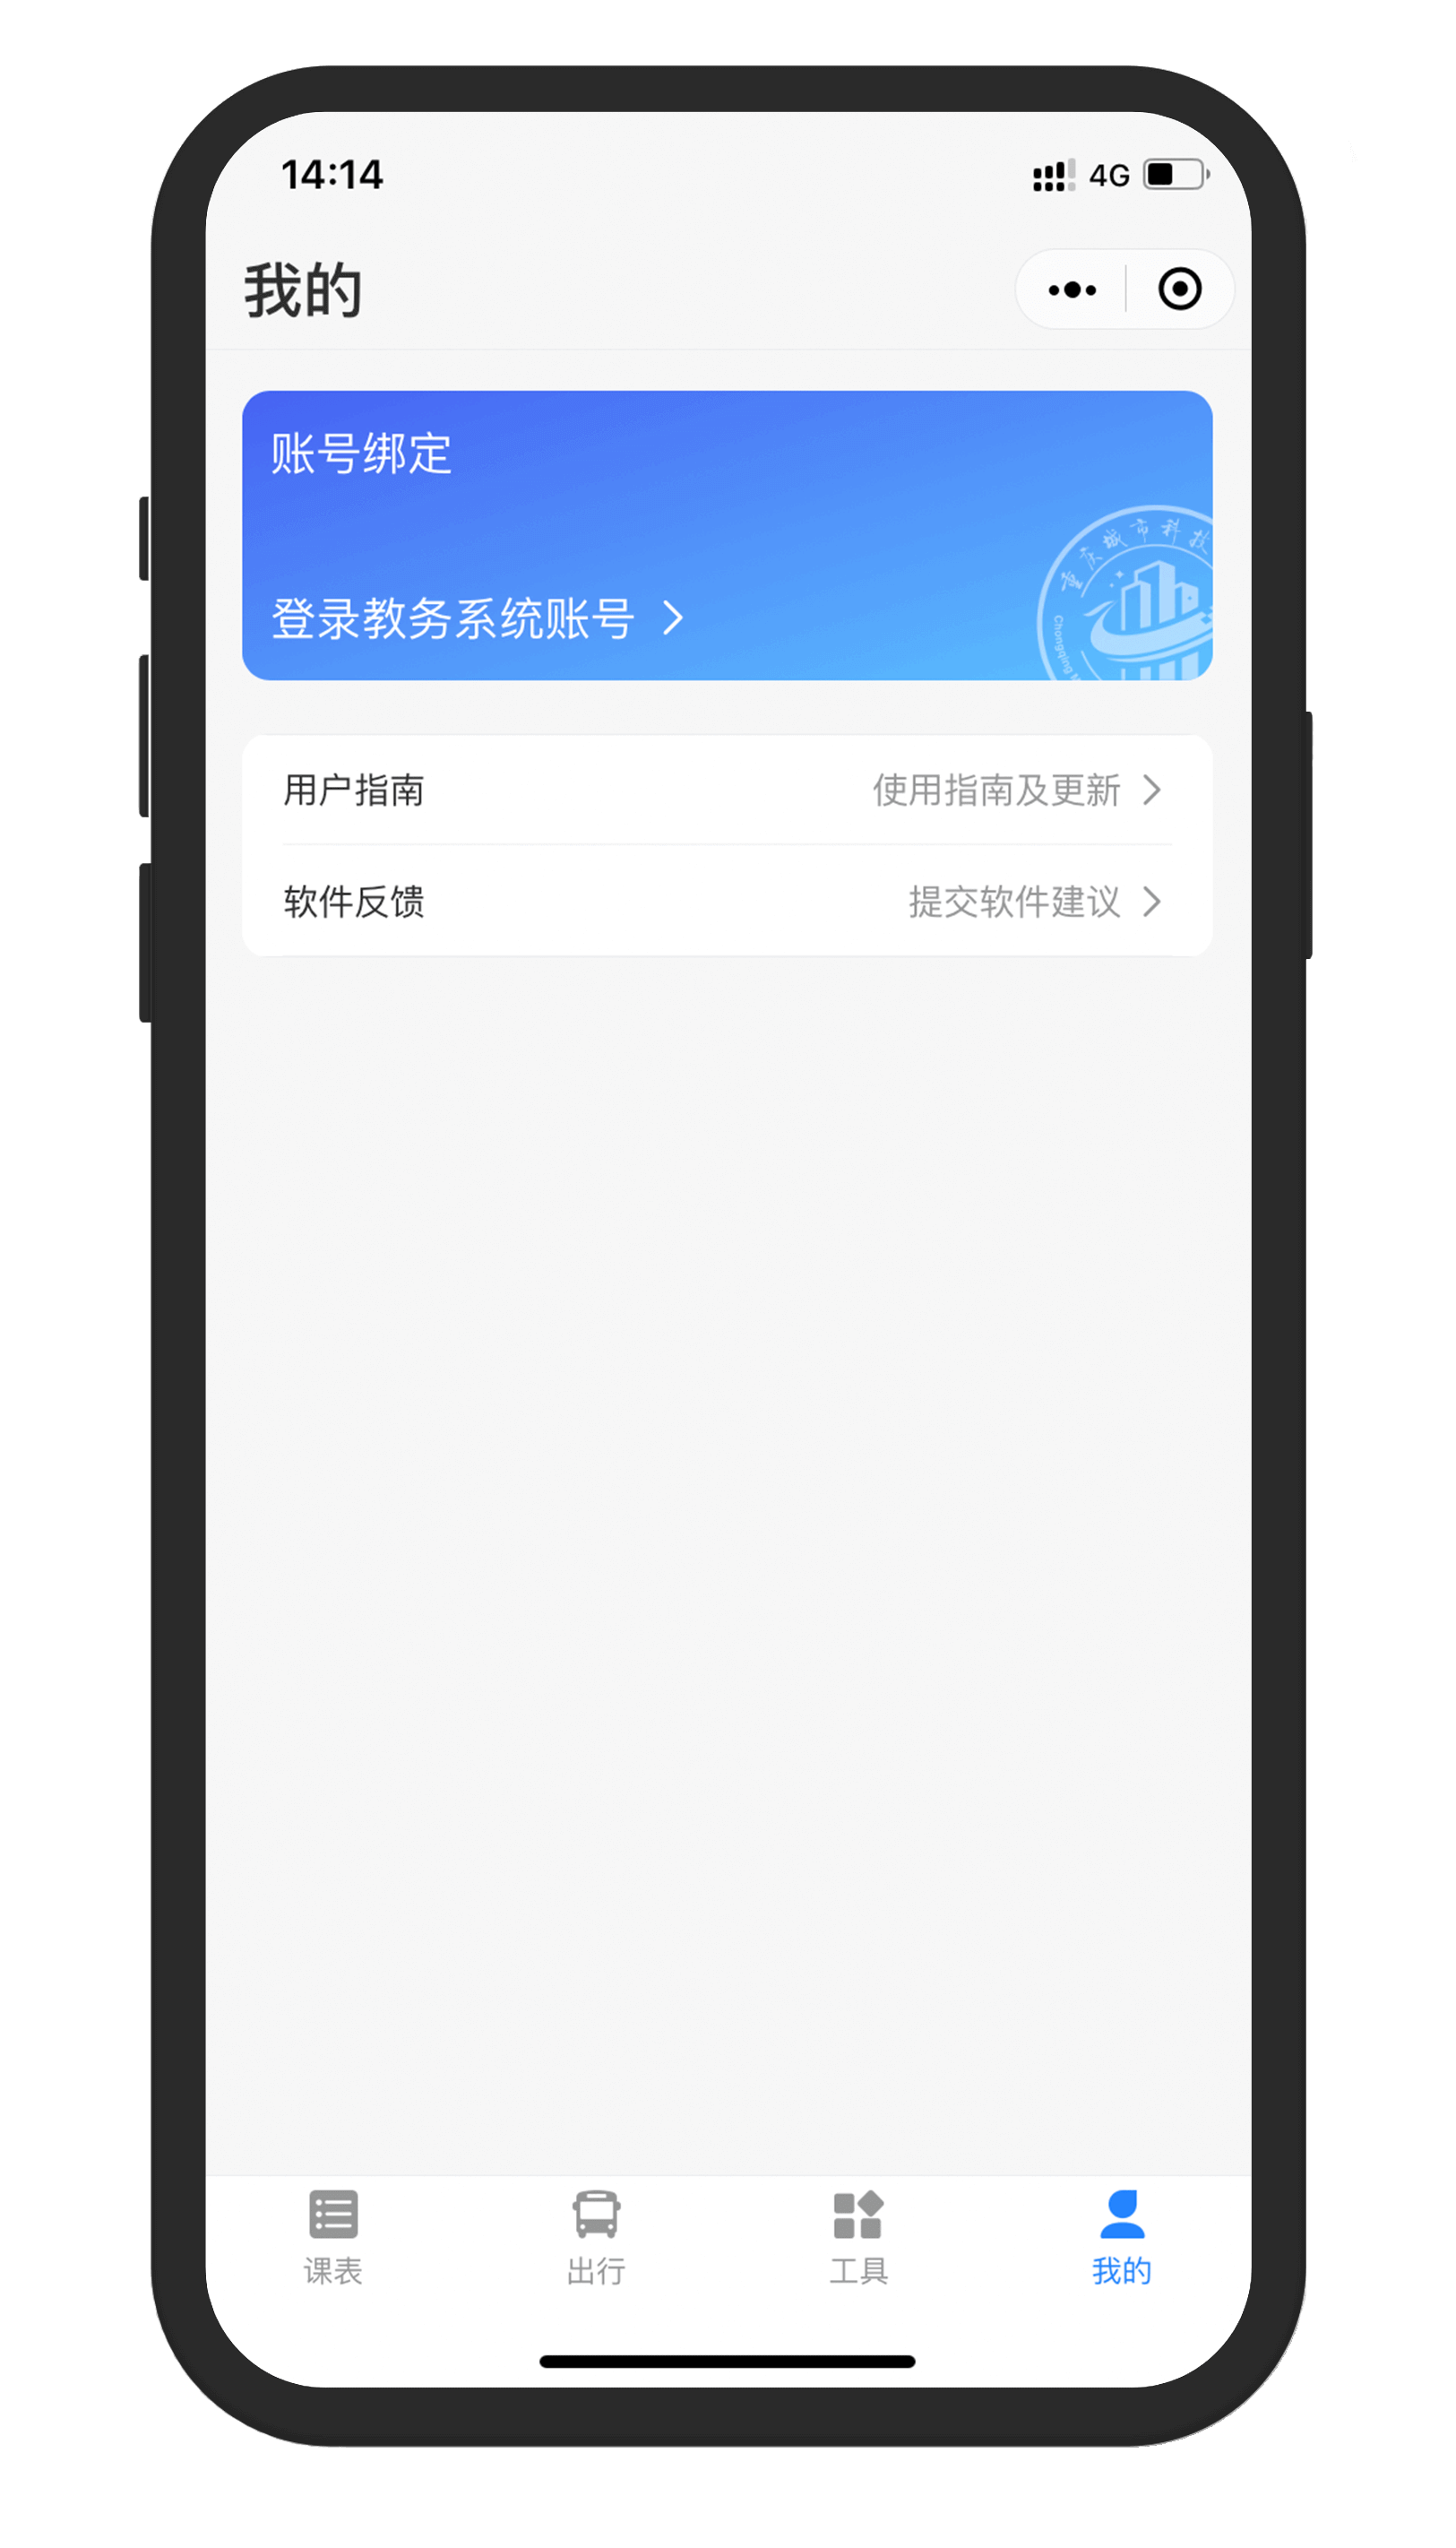 14:14
4G
我的
账号绑定
重庆城市科技
Chongqing
登录教务系统账号
用户指南
使用指南及更新
软件反馈
提交软件建议
课表
出行
工具
我的